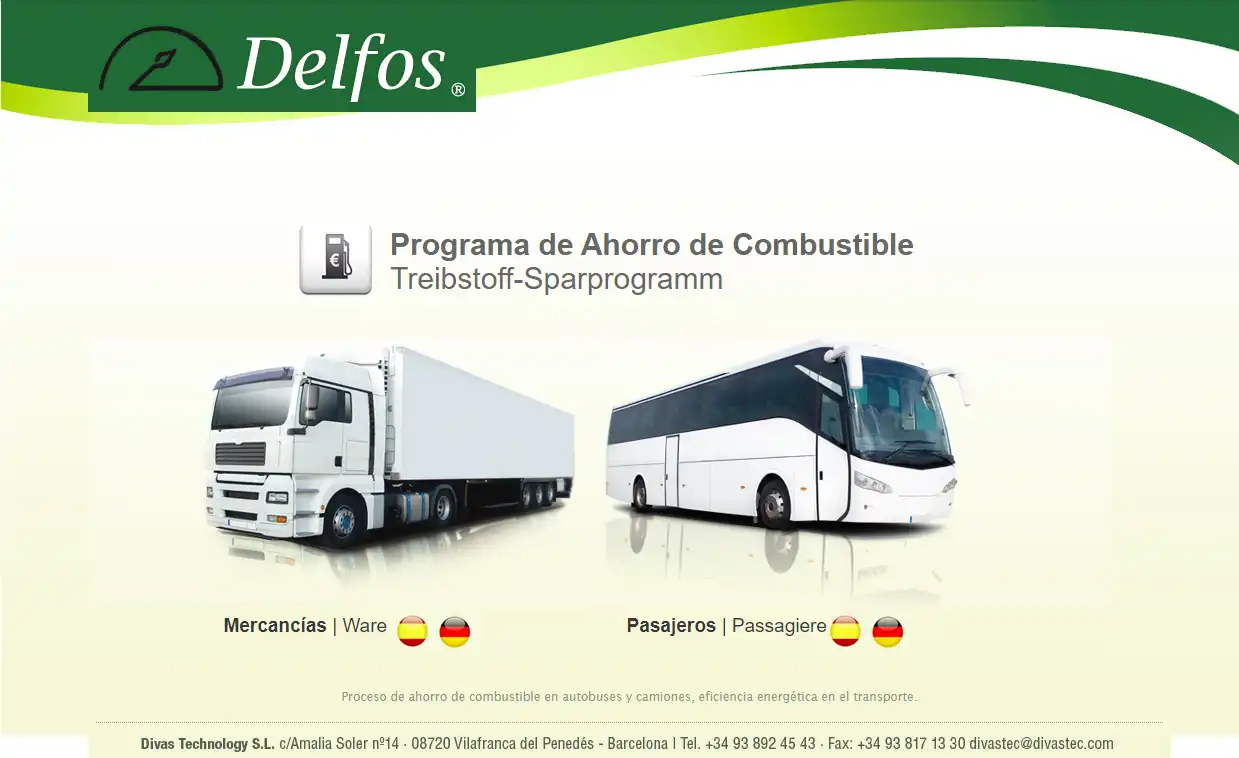 Delfos ®
Programa de Ahorro de Combustible
Treibstoff-Sparprogramm
€
Mercancías | Ware
Pasajeros | Passagiere
Proceso de ahorro de combustible en autobuses y camiones, eficiencia energética en el transporte.
Divas Technology S.L. c/Amalia Soler nº14 · 08720 Vilafranca del Penedés - Barcelona | Tel. +34 93 892 45 43 · Fax: +34 93 817 13 30 divastec@divastec.com